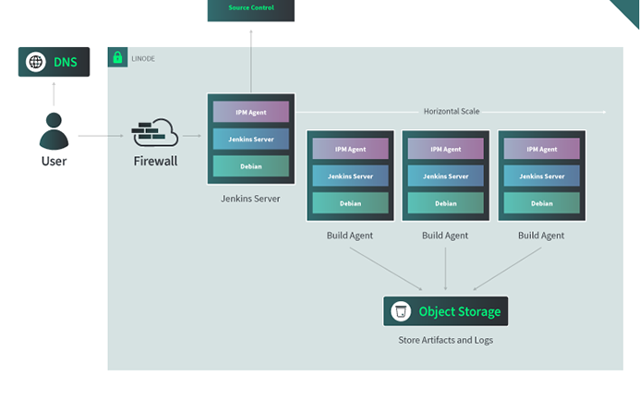 Source Control
DNS
LINODE
User
Firewall
IPM Agent
Jenkins Server
Debian
Jenkins Server
Horizontal Scale
IPM Agent
Jenkins Server
Debian
Build Agent
IPM Agent
Jenkins Server
Debian
Build Agent
IPM Agent
Jenkins Server
Debian
Build Agent
Object Storage
Store Artifacts and Logs